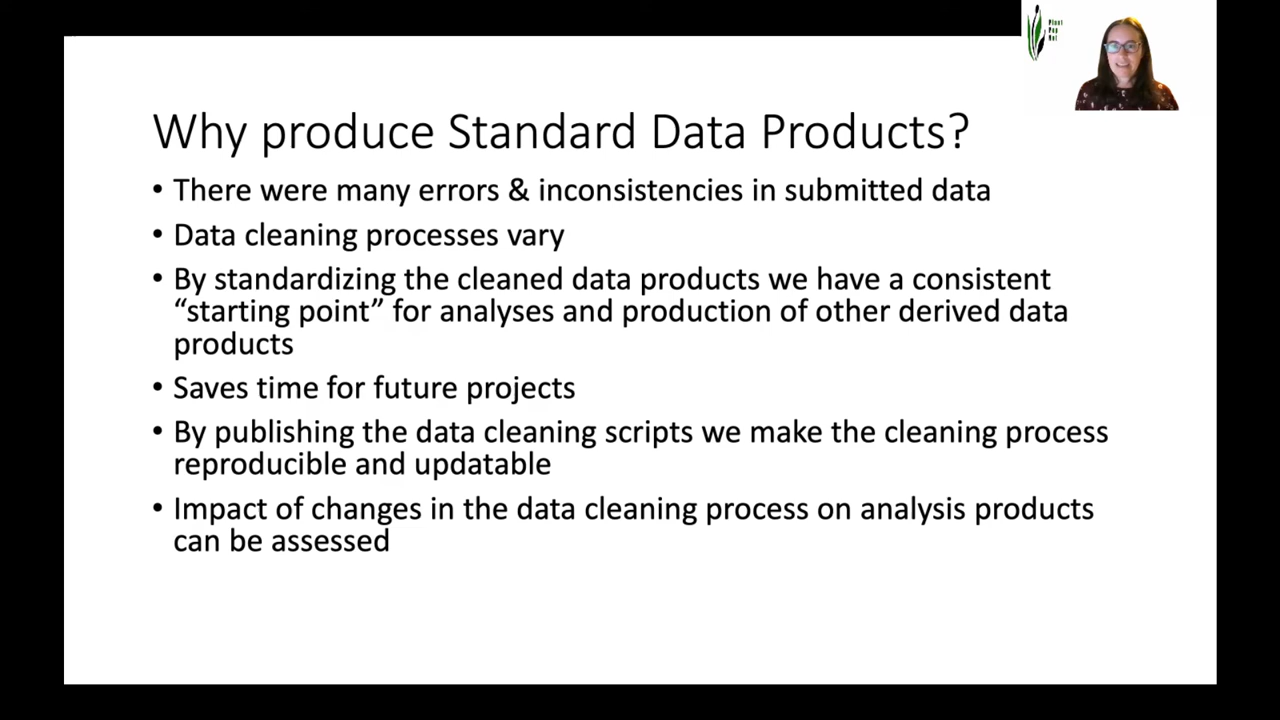 Plant
Pop
Net
Why produce Standard Data Products?
• There were many errors & inconsistencies in submitted data
• Data cleaning processes vary
• By standardizing the cleaned data products we have a consistent
“starting point” for analyses and production of other derived data
products
• Saves time for future projects
• By publishing the data cleaning scripts we make the cleaning process
reproducible and updatable
• Impact of changes in the data cleaning process on analysis products
can be assessed